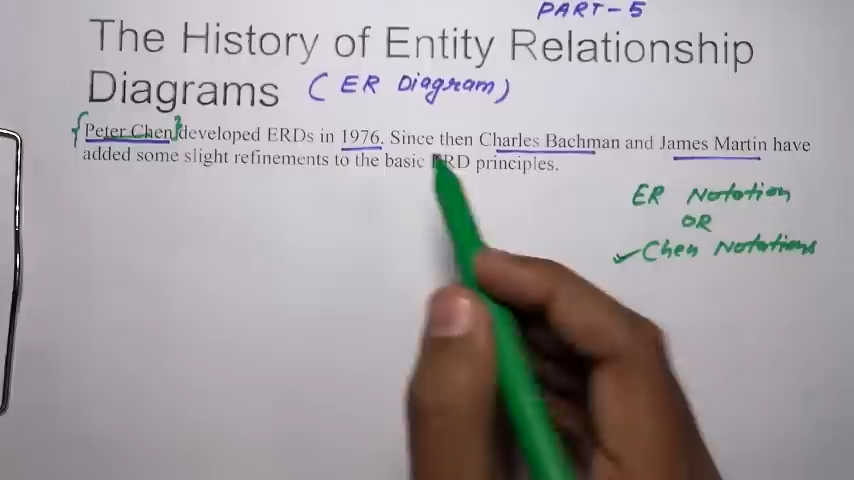 PART-5
The History of Entity Relationship
Diagrams (ER Diagram)
{Peter Chen} developed ERDs in 1976. Since then Charles Bachman and James Martin have
added some slight refinements to the basic ERD principles.
ER Notation
OR
✓Chen Notations